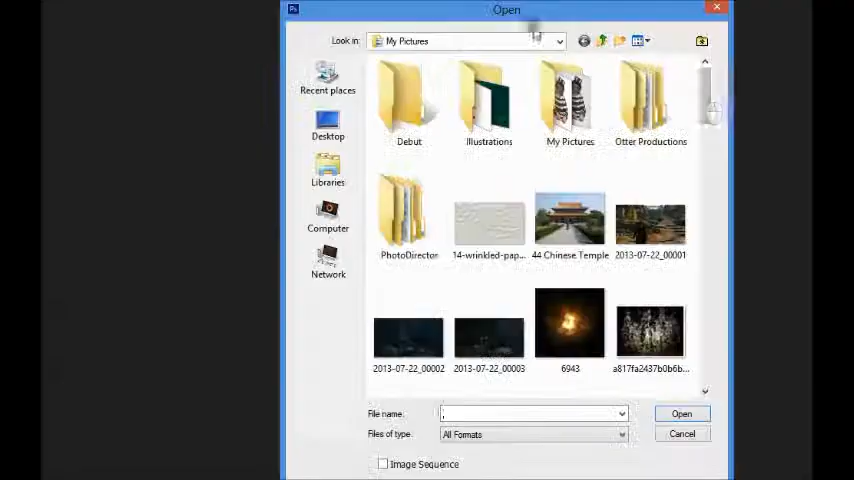 Ps
Open
Look in:
My Pictures
Recent places
Desktop
Libraries
Computer
Network
Debut
Illustrations
My Pictures
Otter Productions
PhotoDirector
14-wrinkled-pap...
44 Chinese Temple
2013-07-22_00001
2013-07-22_00002
2013-07-22_00003
6943
a817fa2437b0b6b...
File name:
Open
Files of type:
All Formats
Cancel
Image Sequence